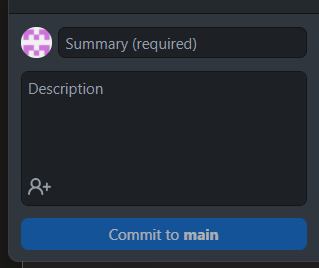 Summary (required)
Description
Commit to main